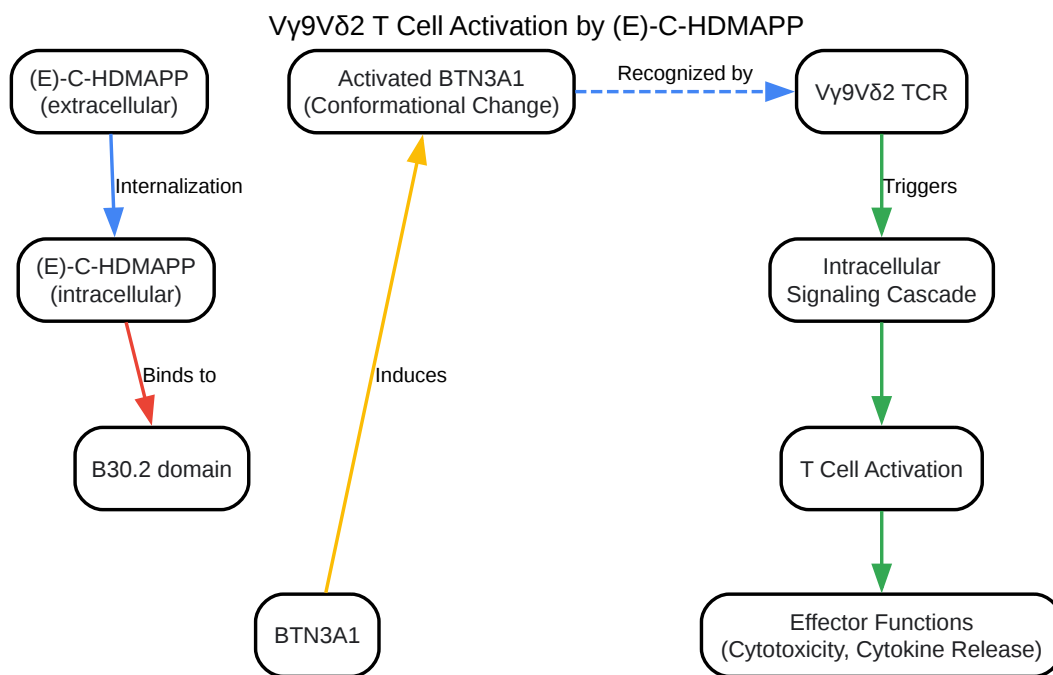 Vγ9Vδ2 T Cell Activation by (E)-C-HDMAPP
(E)-C-HDMAPP
(extracellular)
Internalization
(E)-C-HDMAPP
(intracellular)
Binds to
B30.2 domain
Activated BTN3A1
(Conformational Change)
Induces
BTN3A1
Recognized by
Vγ9Vδ2 TCR
Triggers
Intracellular
Signaling Cascade
T Cell Activation
Effector Functions
(Cytotoxicity, Cytokine Release)